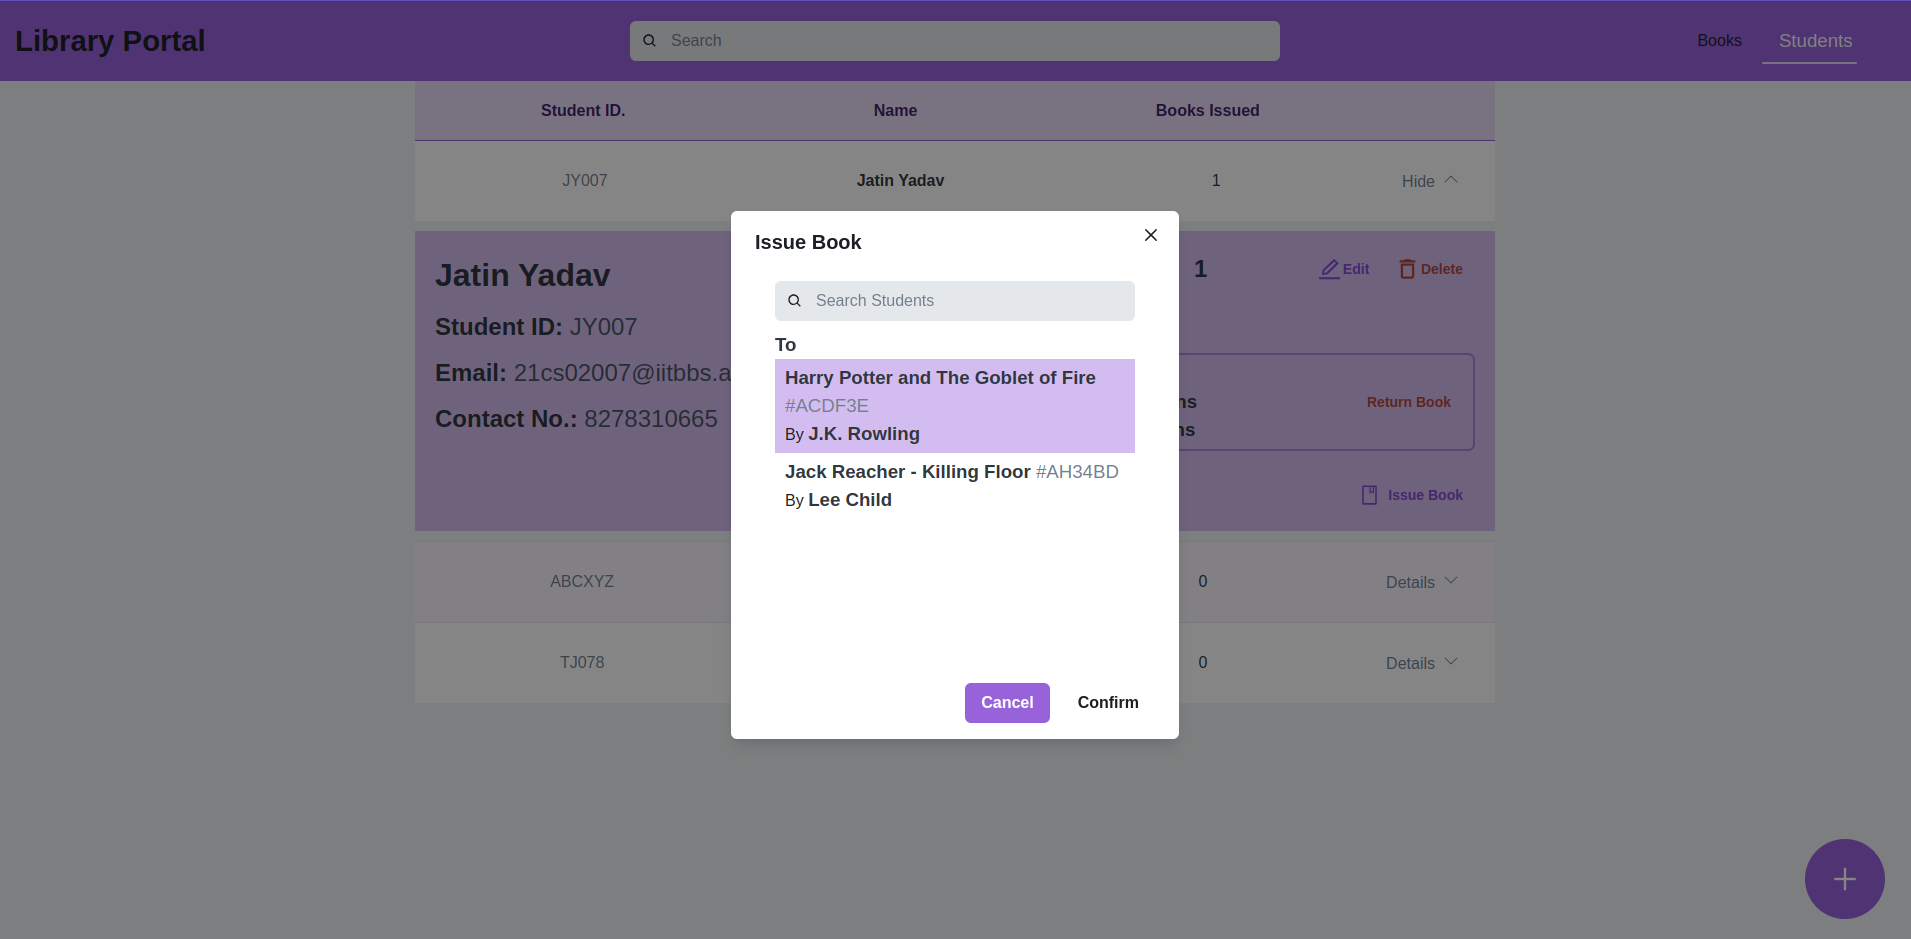 Library Portal
Search
Books
Students
Student ID.
Name
Books Issued
JY007
Jatin Yadav
1
Hide
Jatin Yadav
1
Edit
Delete
Student ID: JY007
Email: 21cs02007@iitbbs.a
Contact No.: 8278310665
ns
ns
Return Book
Issue Book
Issue Book
Search Students
To
Harry Potter and The Goblet of Fire
#ACDF3E
By J.K. Rowling
Jack Reacher - Killing Floor #AH34BD
By Lee Child
Cancel
Confirm
ABCXYZ
0
Details
TJ078
0
Details